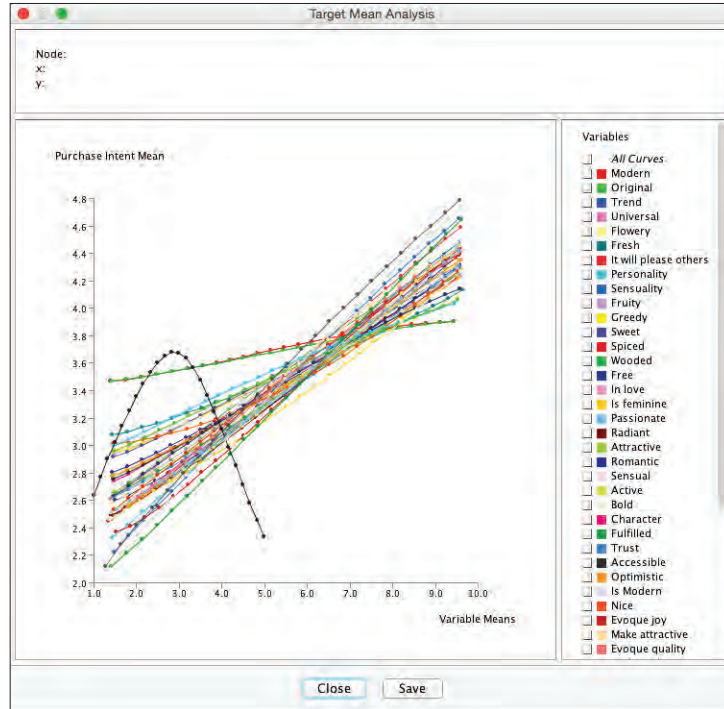 Target Mean Analysis
Node:
x:
y:
Purchase Intent Mean
4.8
4.6
4.4
4.2
4.0
3.8
3.6
3.4
3.2
3.0
2.8
2.6
2.4
2.2
2.0
1.0 2.0 3.0 4.0 5.0 6.0 7.0 8.0 9.0 10.0
Variable Means
Variables
All Curves
Modern
Original
Trend
Universal
Flowery
Fresh
It will please others
Personality
Sensuality
Fruity
Greedy
Sweet
Spiced
Wooded
Free
In love
Is feminine
Passionate
Radiant
Attractive
Romantic
Sensual
Active
Bold
Character
Fulfilled
Trust
Accessible
Optimistic
Is Modern
Nice
Evoque joy
Make attractive
Evoque quality
Close Save